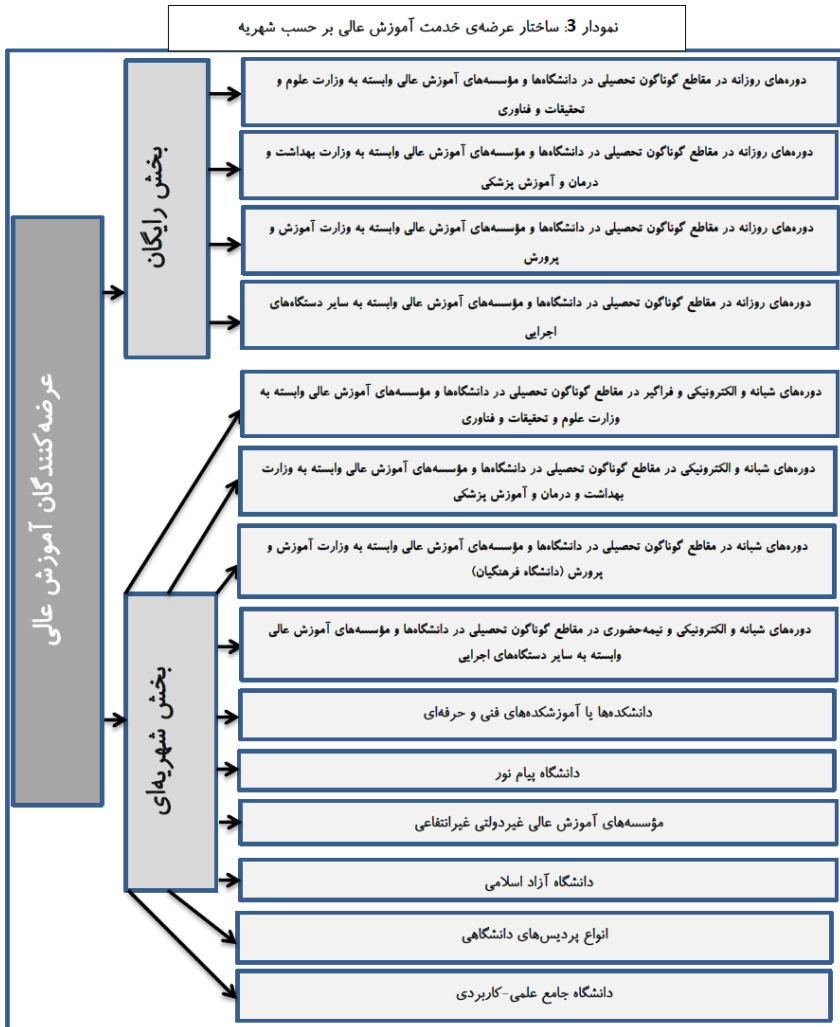 نمودار 3: ساختار عرضه‌ی خدمت آموزش عالی بر حسب شهریه
عرضه‌کنندگان آموزش عالی
بخش رایگان
دوره‌های روزانه در مقاطع گوناگون تحصیلی در دانشگاه‌ها و مؤسسه‌های آموزش عالی وابسته به وزارت علوم و
تحقیقات و فناوری
دوره‌های روزانه در مقاطع گوناگون تحصیلی در دانشگاه‌ها و مؤسسه‌های آموزش عالی وابسته به وزارت بهداشت و
درمان و آموزش پزشکی
دوره‌های روزانه در مقاطع گوناگون تحصیلی در دانشگاه‌ها و مؤسسه‌های آموزش عالی وابسته به وزارت آموزش و
پرورش
دوره‌های روزانه در مقاطع گوناگون تحصیلی در دانشگاه‌ها و مؤسسه‌های آموزش عالی وابسته به سایر دستگاه‌های
اجرایی
بخش شهریه‌ای
دوره‌های شبانه و الکترونیکی و فراگیر در مقاطع گوناگون تحصیلی در دانشگاه‌ها و مؤسسه‌های آموزش عالی وابسته به
وزارت علوم و تحقیقات و فناوری
دوره‌های شبانه و الکترونیکی در مقاطع گوناگون تحصیلی در دانشگاه‌ها و مؤسسه‌های آموزش عالی وابسته به وزارت
بهداشت و درمان و آموزش پزشکی
دوره‌های شبانه در مقاطع گوناگون تحصیلی در دانشگاه‌ها و مؤسسه‌های آموزش عالی وابسته به وزارت آموزش و
پرورش (دانشگاه فرهنگیان)
دوره‌های شبانه و الکترونیکی و نیمه‌حضوری در مقاطع گوناگون تحصیلی در دانشگاه‌ها و مؤسسه‌های آموزش عالی
وابسته به سایر دستگاه‌های اجرایی
دانشکده‌ها یا آموزشکده‌های فنی و حرفه‌ای
دانشگاه پیام نور
مؤسسه‌های آموزش عالی غیردولتی غیرانتفاعی
دانشگاه آزاد اسلامی
انواع پردیس‌های دانشگاهی
دانشگاه جامع علمی-کاربردی